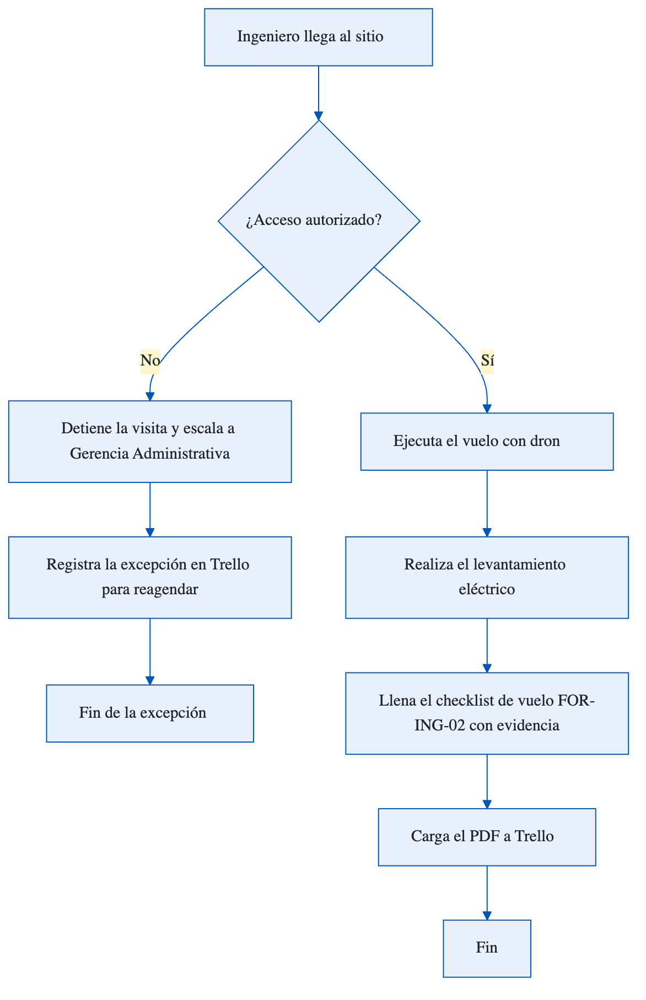 Ingeniero llega al sitio
¿Acceso autorizado?
No
Sí
Detiene la visita y escala a
Gerencia Administrativa
Ejecuta el vuelo con dron
Registra la excepción en Trello
para reagendar
Realiza el levantamiento
eléctrico
Fin de la excepción
Llena el checklist de vuelo FOR-
ING-02 con evidencia
Carga el PDF a Trello
Fin